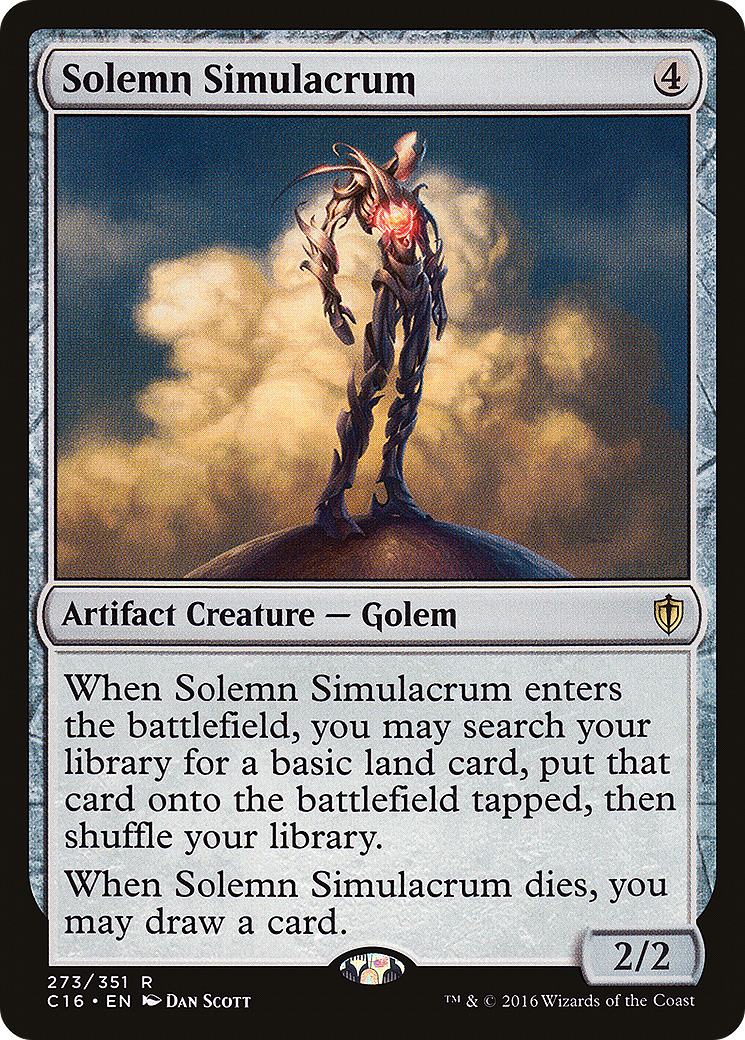 Solemn Simulacrum 4
Artifact Creature — Golem
When Solemn Simulacrum enters
the battlefield, you may search your
library for a basic land card, put that
card onto the battlefield tapped, then
shuffle your library.
When Solemn Simulacrum dies, you
may draw a card.
2/2
273/351 R
C16 • EN Dan Scott
™ & © 2016 Wizards of the Coast